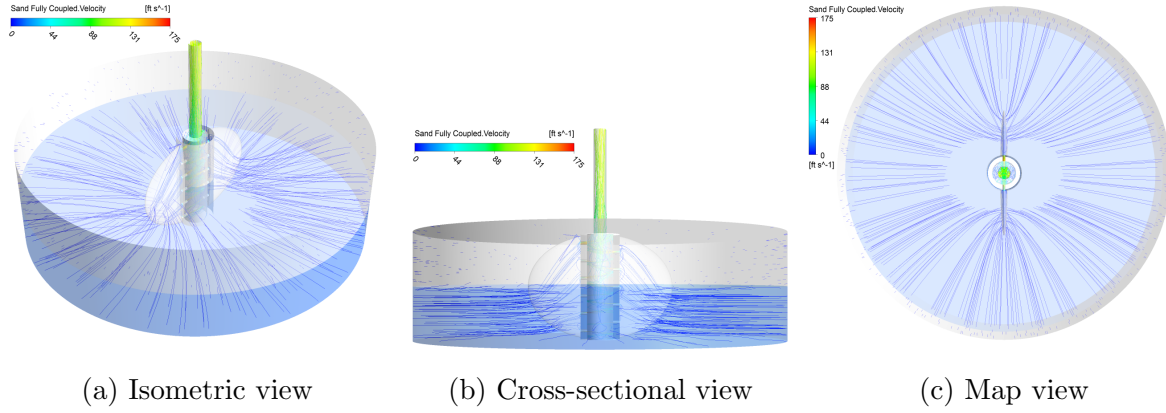 Sand Fully Coupled.Velocity [ft s^-1]
0 44 88 131 175
Sand Fully Coupled.Velocity [ft s^-1]
0 44 88 131 175
Sand Fully Coupled.Velocity
175
131
88
44
0
[ft s^-1]
(a) Isometric view
(b) Cross-sectional view
(c) Map view